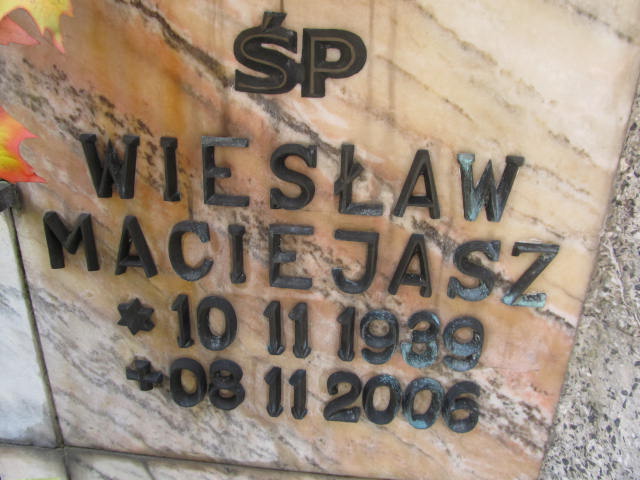 ŚP
WIESŁAW
MACIEJASZ
* 10 11 1939
+ 08 11 2006